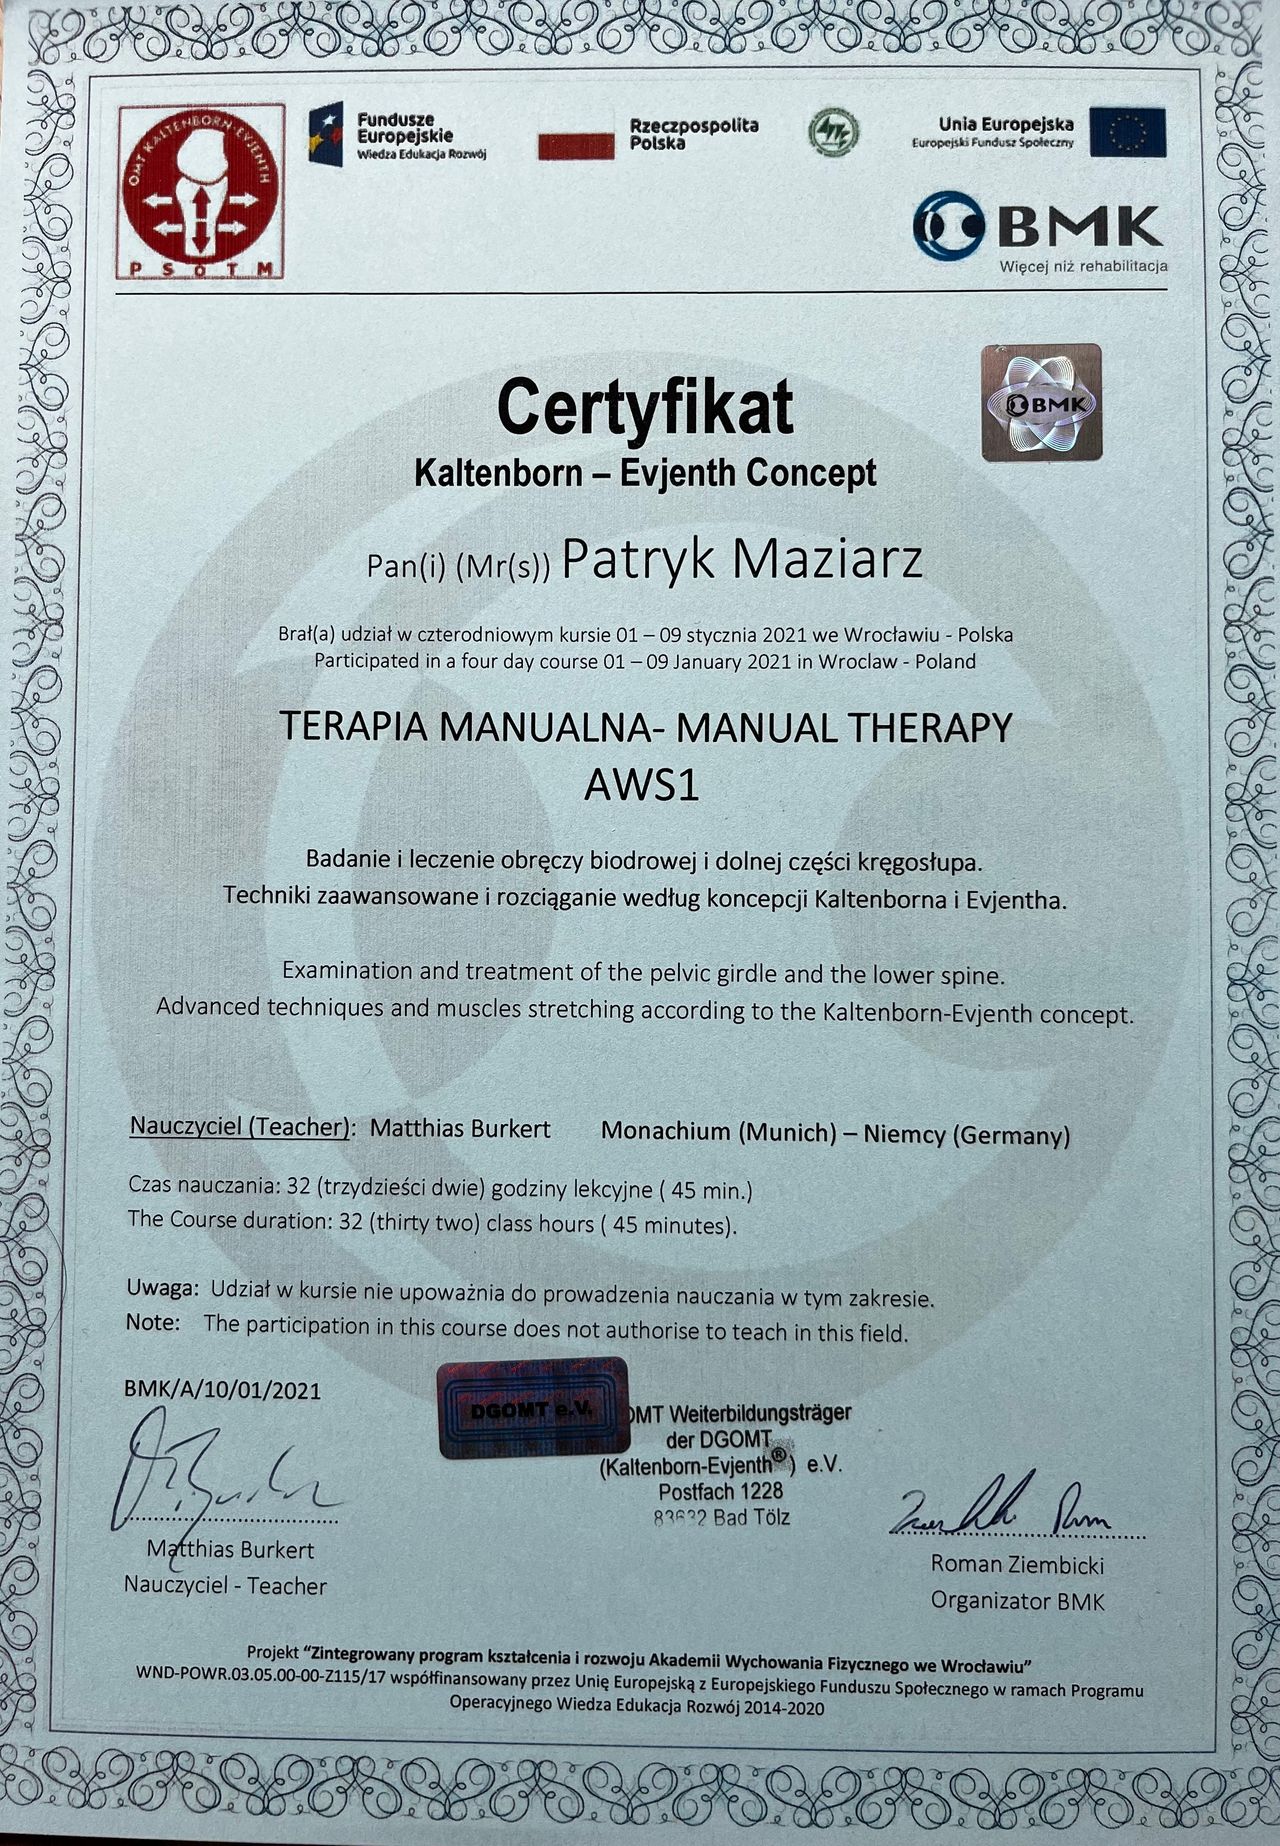 OMT KALTENBORN-EVJENTH
PSOTM
Fundusze
Europejskie
Wiedza Edukacja Rozwój
Rzeczpospolita
Polska
Unia Europejska
Europejski Fundusz Społeczny
BMK
Więcej niż rehabilitacja
BMK
Certyfikat
Kaltenborn – Evjenth Concept
Pan(i) (Mr(s)) Patryk Maziarz
Brał(a) udział w czterodniowym kursie 01 – 09 stycznia 2021 we Wrocławiu - Polska
Participated in a four day course 01 – 09 January 2021 in Wroclaw - Poland
TERAPIA MANUALNA- MANUAL THERAPY
AWS1
Badanie i leczenie obręczy biodrowej i dolnej części kręgosłupa.
Techniki zaawansowane i rozciąganie według koncepcji Kaltenborna i Evjentha.
Examination and treatment of the pelvic girdle and the lower spine.
Advanced techniques and muscles stretching according to the Kaltenborn-Evjenth concept.
Nauczyciel (Teacher): Matthias Burkert Monachium (Munich) – Niemcy (Germany)
Czas nauczania: 32 (trzydzieści dwie) godziny lekcyjne ( 45 min.)
The Course duration: 32 (thirty two) class hours ( 45 minutes).
Uwaga: Udział w kursie nie upoważnia do prowadzenia nauczania w tym zakresie.
Note: The participation in this course does not authorise to teach in this field.
BMK/A/10/01/2021
DGOMT e.V.
OMT Weiterbildungsträger
der DGOMT
(Kaltenborn-Evjenth®) e.V.
Postfach 1228
Bad Tölz
Matthias Burkert
Nauczyciel - Teacher
Roman Ziembicki
Organizator BMK
Projekt “Zintegrowany program kształcenia i rozwoju Akademii Wychowania Fizycznego we Wrocławiu”
WND-POWR.03.05.00-00-Z115/17 współfinansowany przez Unię Europejską z Europejskiego Funduszu Społecznego w ramach Programu
Operacyjnego Wiedza Edukacja Rozwój 2014-2020